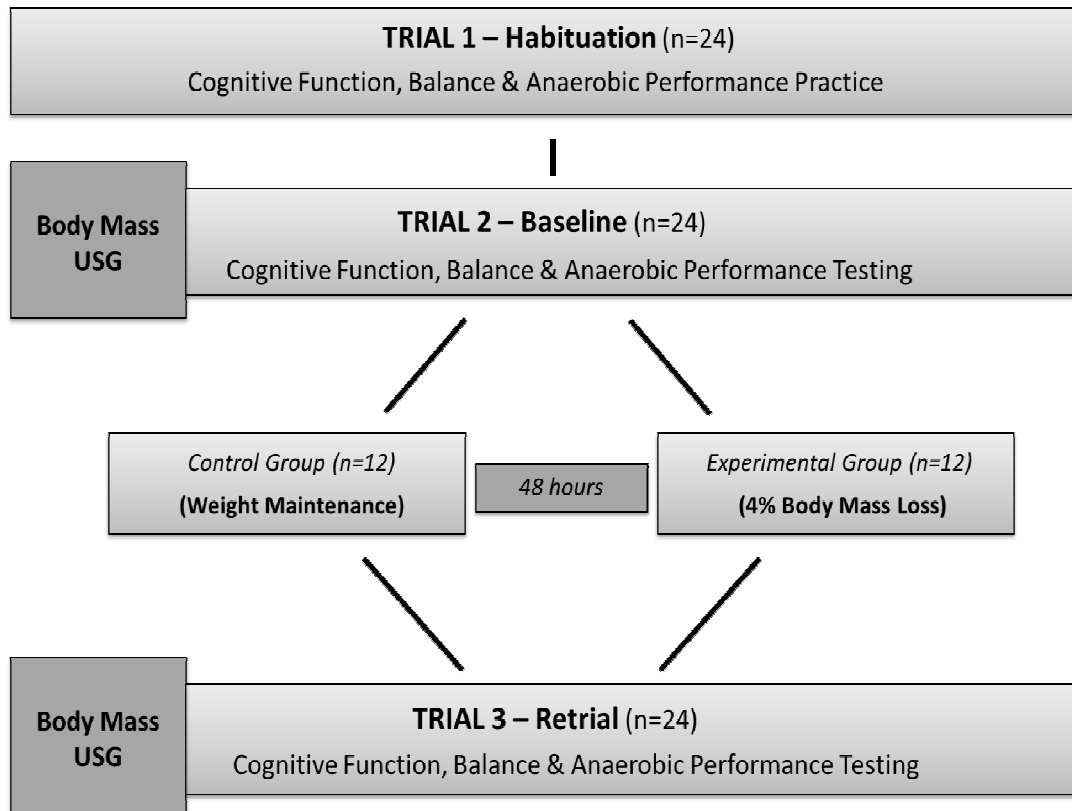 TRIAL 1 – Habituation (n=24)
Cognitive Function, Balance & Anaerobic Performance Practice
Body Mass
USG
TRIAL 2 – Baseline (n=24)
Cognitive Function, Balance & Anaerobic Performance Testing
Control Group (n=12)
(Weight Maintenance)
48 hours
Experimental Group (n=12)
(4% Body Mass Loss)
Body Mass
USG
TRIAL 3 – Retrial (n=24)
Cognitive Function, Balance & Anaerobic Performance Testing